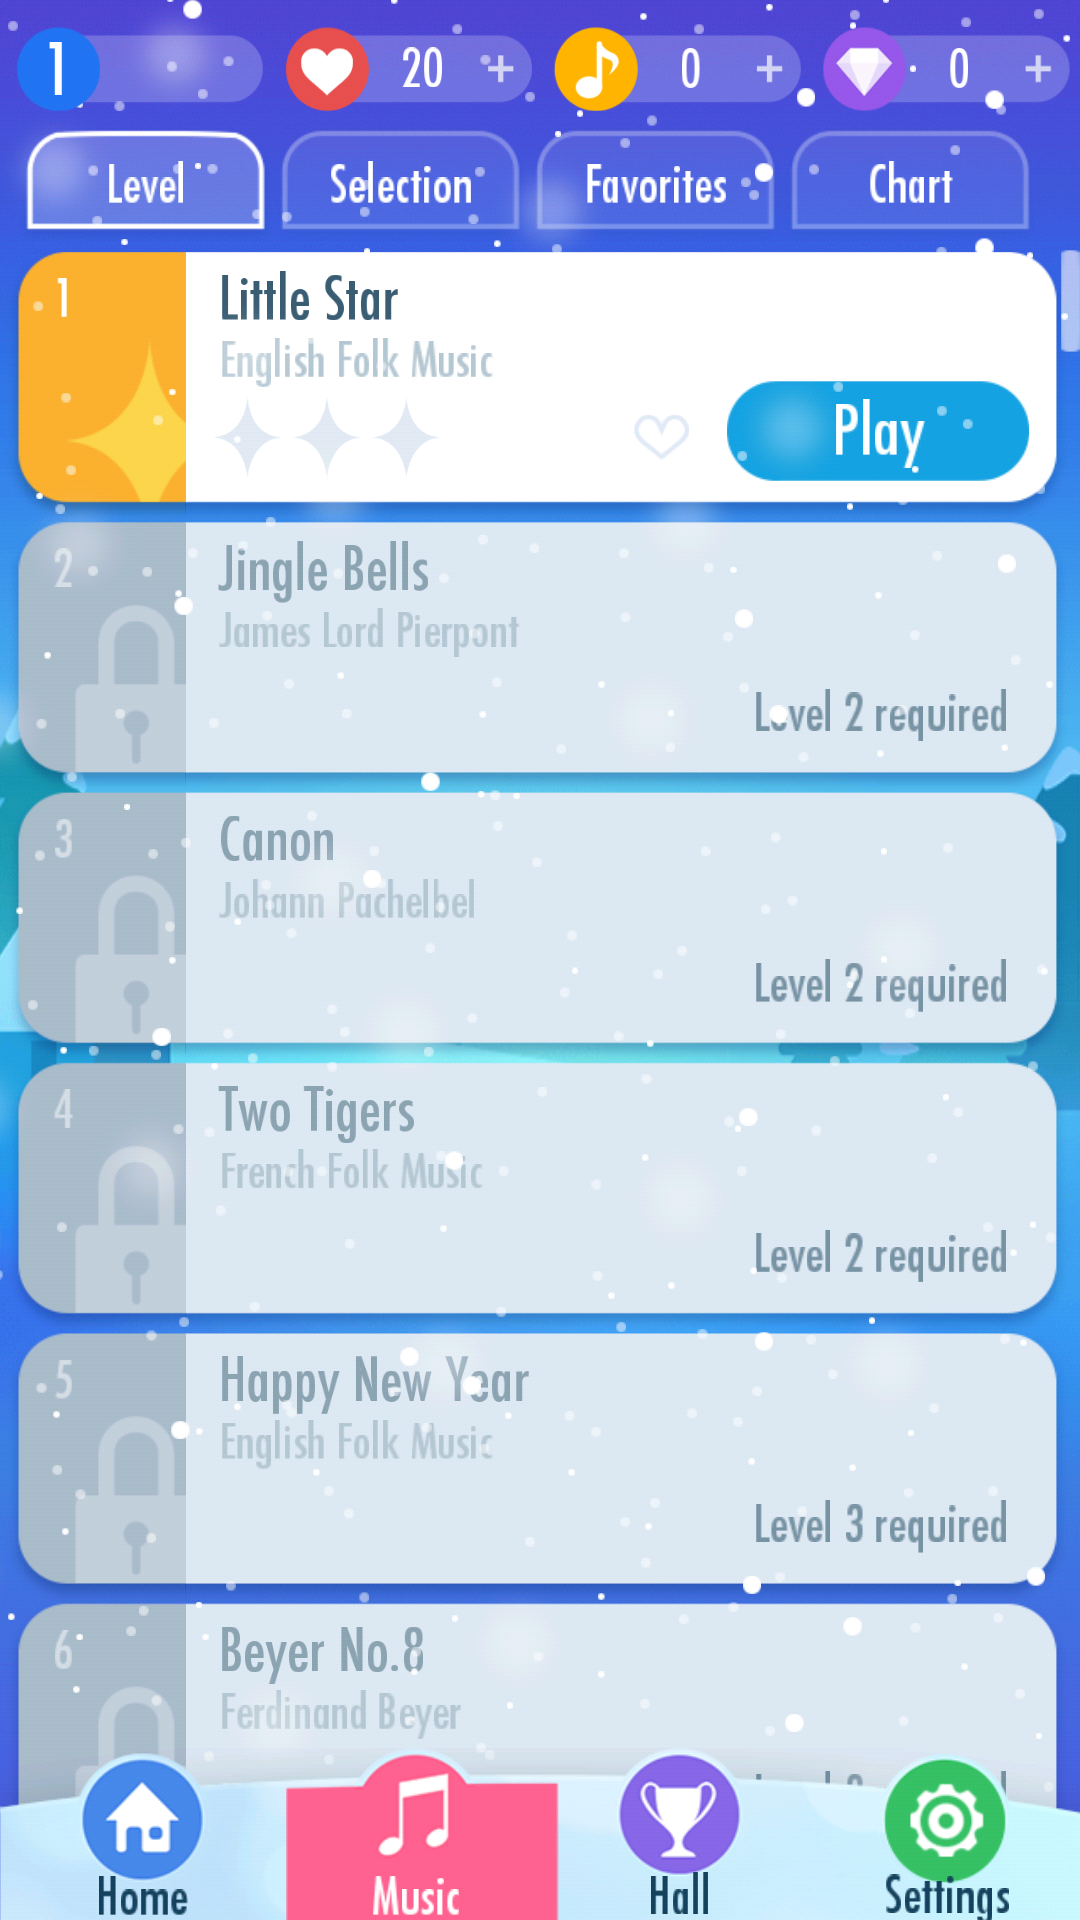 1 20 + 0 + 0 +
Level Selection Favorites Chart
1
Little Star
English Folk Music
Play
2
Jingle Bells
James Lord Pierpont
Level 2 required
3
Canon
Johann Pachelbel
Level 2 required
4
Two Tigers
French Folk Music
Level 2 required
5
Happy New Year
English Folk Music
Level 3 required
6
Beyer No.8
Ferdinand Beyer
Home Music Hall Settings